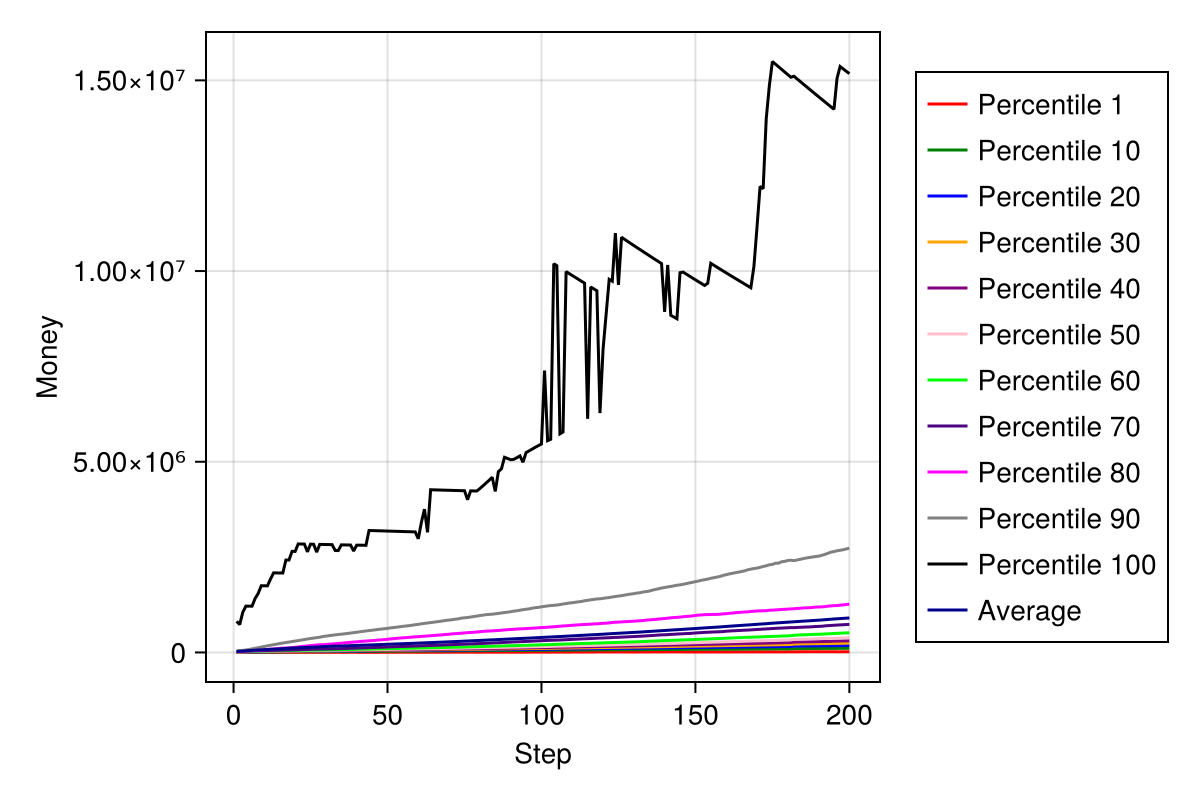 1.50×10⁷
1.00×10⁷
5.00×10⁶
0
Money
0 50 100 150 200
Step
Percentile 1
Percentile 10
Percentile 20
Percentile 30
Percentile 40
Percentile 50
Percentile 60
Percentile 70
Percentile 80
Percentile 90
Percentile 100
Average